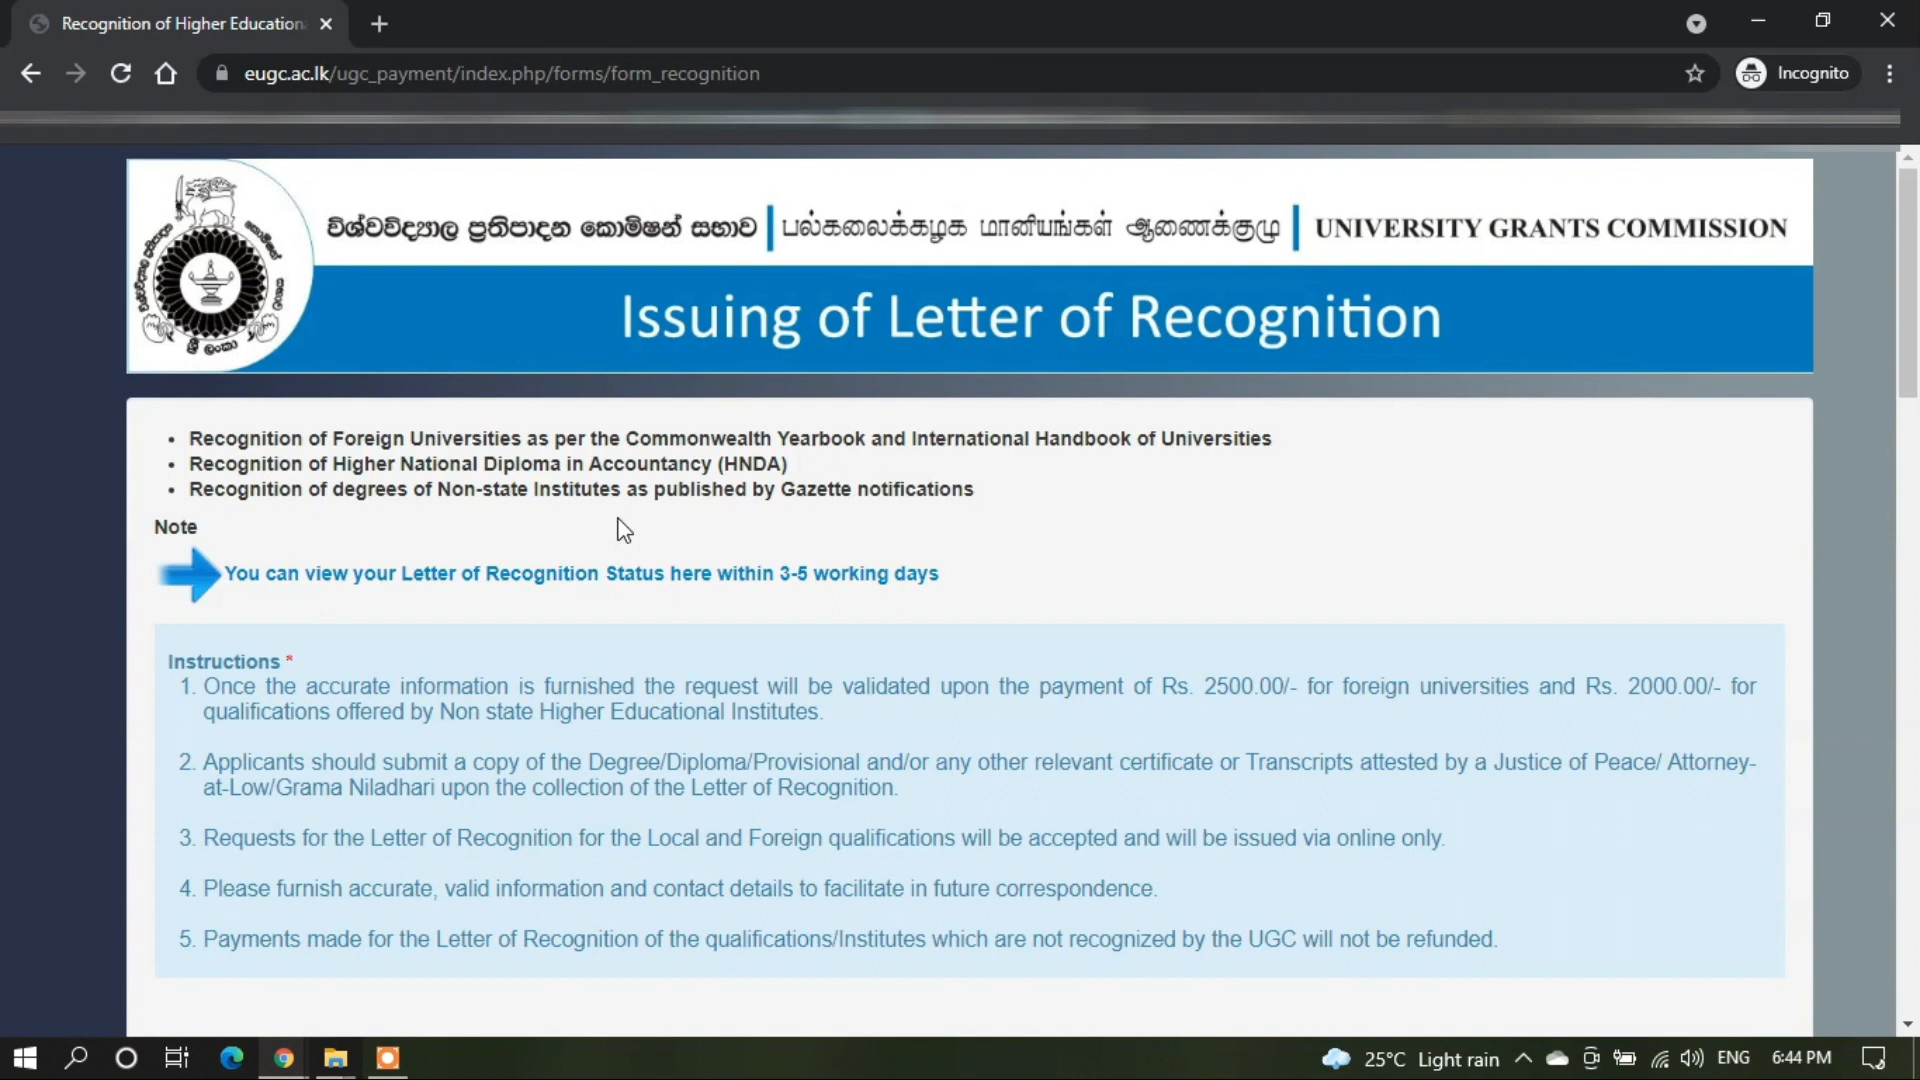 Recognition of Higher Education
eugc.ac.lk/ugc_payment/index.php/forms/form_recognition
Incognito
විශ්වවිද්‍යාල ප්‍රතිපාදන කොමිෂන් සභාව | பல்கலைக்கழக மானியங்கள் ஆணைக்குழு | UNIVERSITY GRANTS COMMISSION
ශ්‍රී ලංකා
Issuing of Letter of Recognition
• Recognition of Foreign Universities as per the Commonwealth Yearbook and International Handbook of Universities
• Recognition of Higher National Diploma in Accountancy (HNDA)
• Recognition of degrees of Non-state Institutes as published by Gazette notifications
Note
You can view your Letter of Recognition Status here within 3-5 working days
Instructions *
1. Once the accurate information is furnished the request will be validated upon the payment of Rs. 2500.00/- for foreign universities and Rs. 2000.00/- for
qualifications offered by Non state Higher Educational Institutes.
2. Applicants should submit a copy of the Degree/Diploma/Provisional and/or any other relevant certificate or Transcripts attested by a Justice of Peace/ Attorney-
at-Low/Grama Niladhari upon the collection of the Letter of Recognition.
3. Requests for the Letter of Recognition for the Local and Foreign qualifications will be accepted and will be issued via online only.
4. Please furnish accurate, valid information and contact details to facilitate in future correspondence.
5. Payments made for the Letter of Recognition of the qualifications/Institutes which are not recognized by the UGC will not be refunded.
25°C Light rain
ENG
6:44 PM